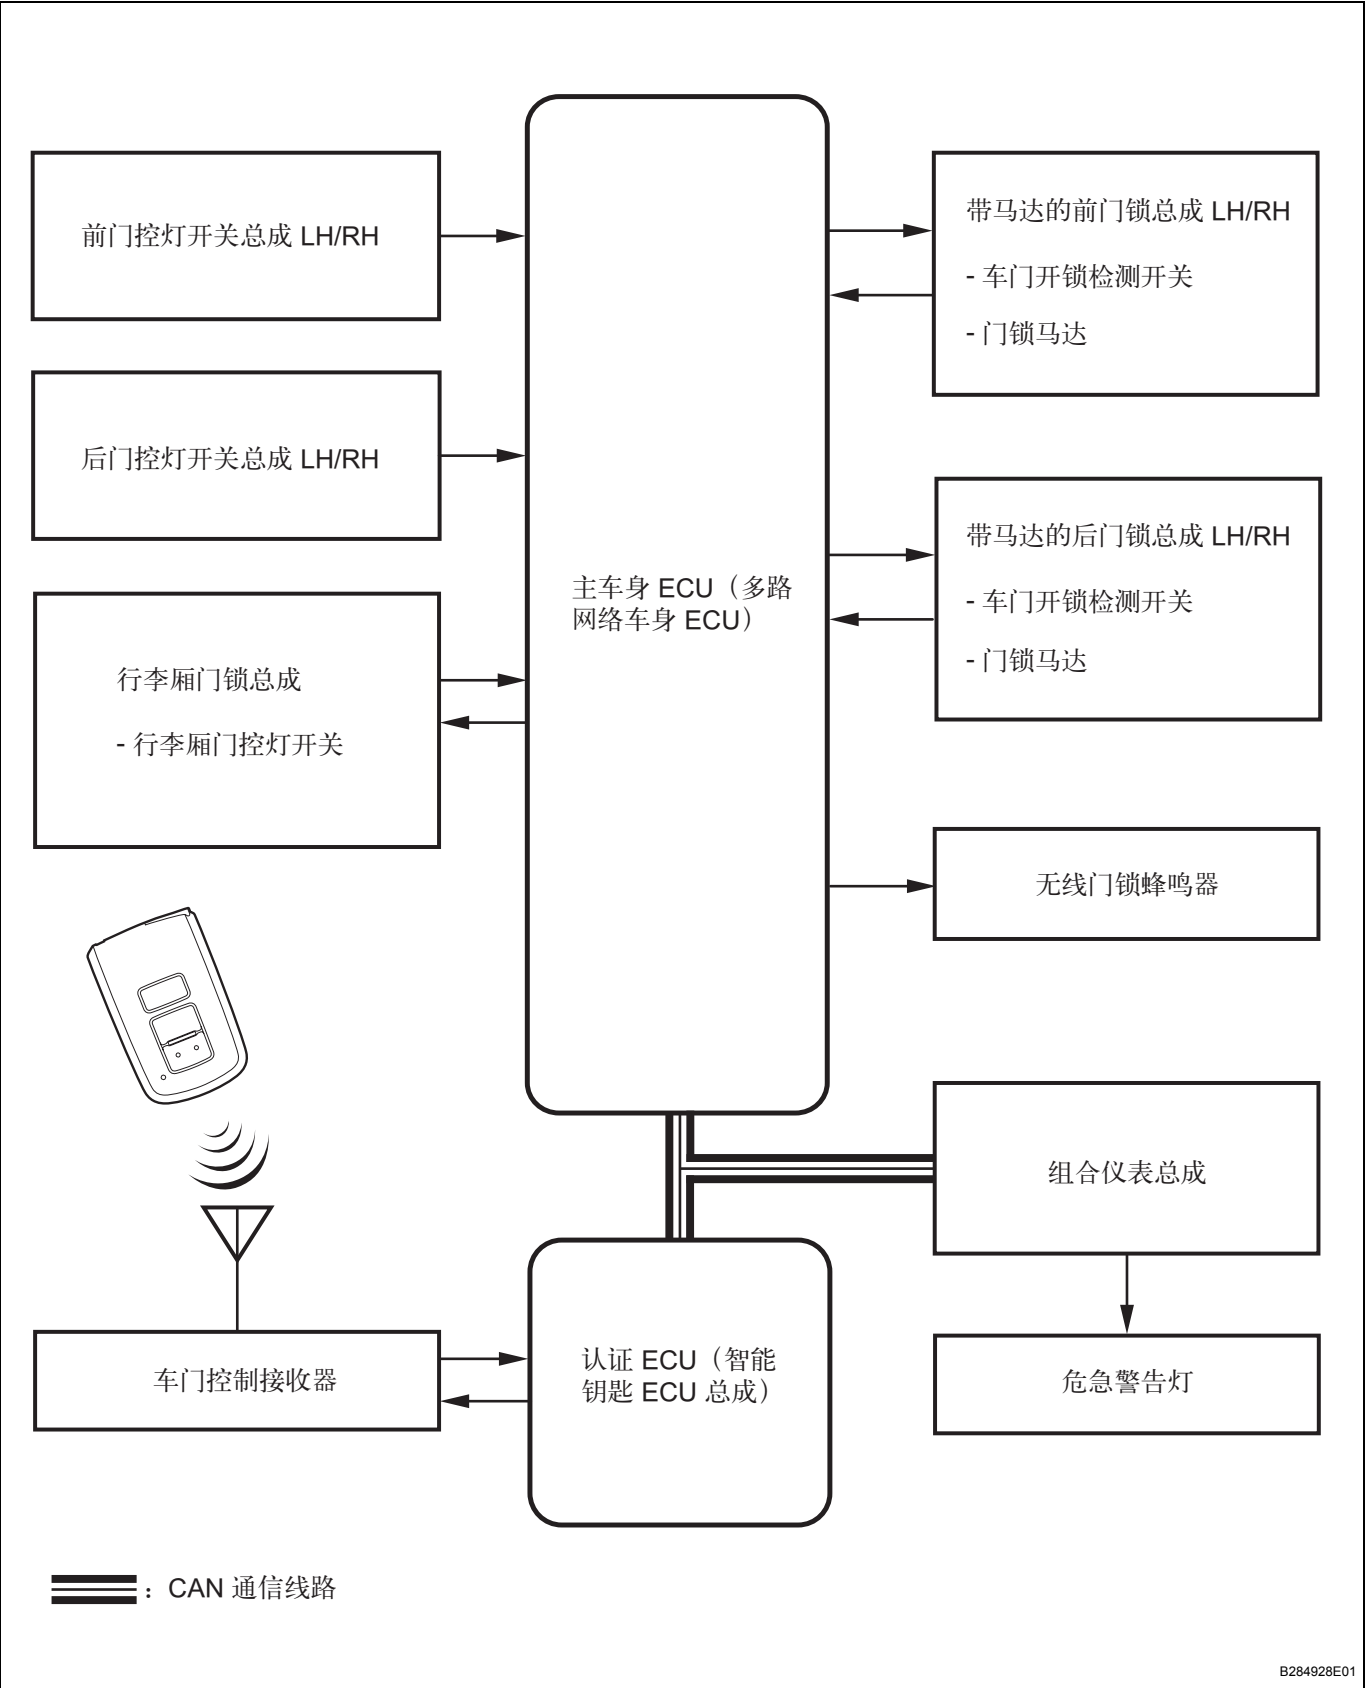 前门控灯开关总成 LH/RH
后门控灯开关总成 LH/RH
行李厢门锁总成
- 行李厢门控灯开关
主车身 ECU（多路
网络车身 ECU）
带马达的前门锁总成 LH/RH
- 车门开锁检测开关
- 门锁马达
带马达的后门锁总成 LH/RH
- 车门开锁检测开关
- 门锁马达
无线门锁蜂鸣器
组合仪表总成
车门控制接收器
认证 ECU（智能
钥匙 ECU 总成）
危急警告灯
：CAN 通信线路
B284928E01